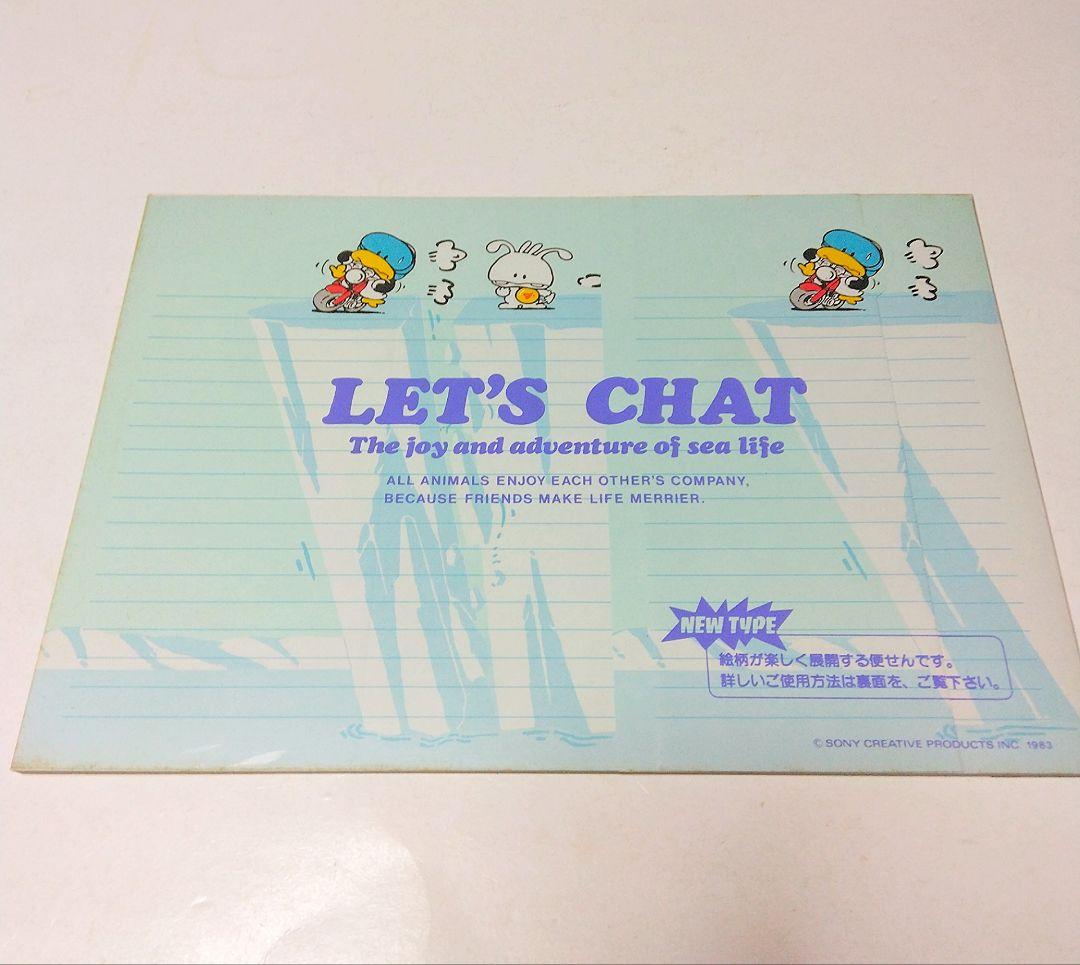 LET'S CHAT
The joy and adventure of sea life
ALL ANIMALS ENJOY EACH OTHER'S COMPANY,
BECAUSE FRIENDS MAKE LIFE MERRIER.
NEW TYPE
絵柄が楽しく展開する便せんです。
詳しいご使用方法は裏面を、ご覧下さい。
© SONY CREATIVE PRODUCTS INC. 1983